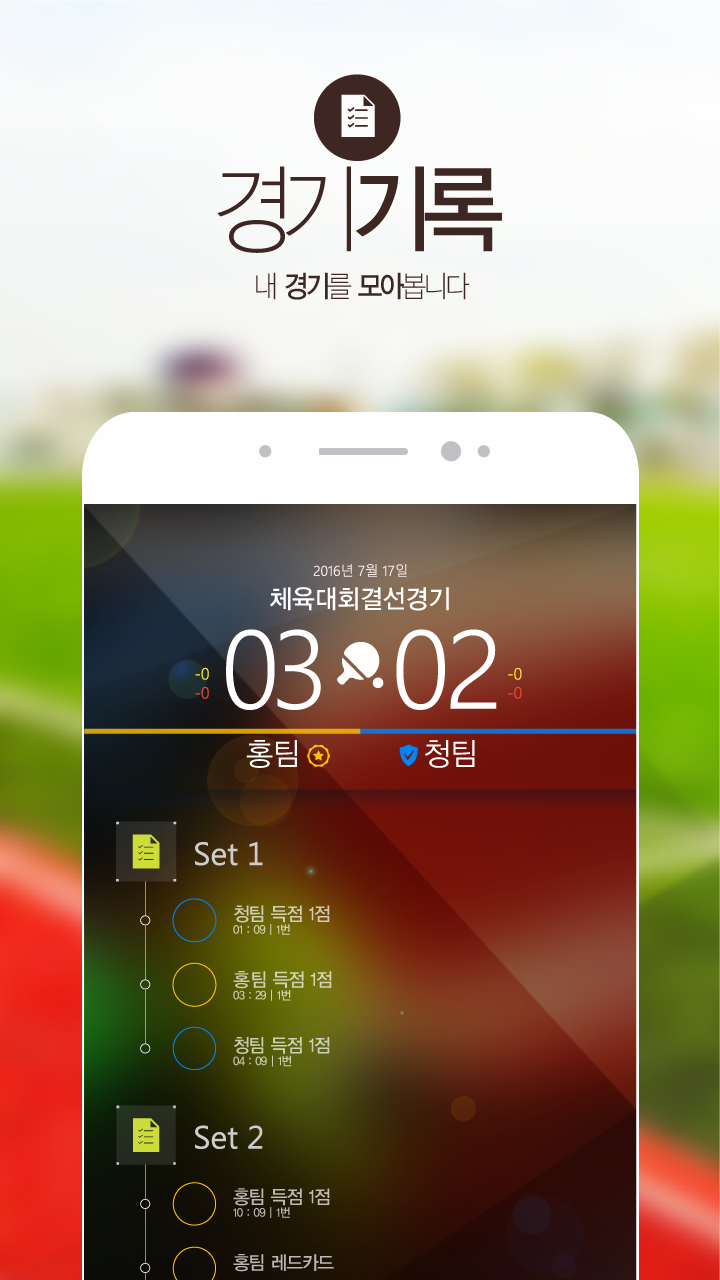 경기기록
내 경기를 모아봅니다
2016년 7월 17일
체육대회결선경기
-0 03 02 -0
-0 -0
홍팀 청팀
Set 1
청팀 득점 1점
01 : 09 | 1번
홍팀 득점 1점
03 : 29 | 1번
청팀 득점 1점
04 : 09 | 1번
Set 2
홍팀 득점 1점
10 : 09 | 1번
홍팀 레드카드